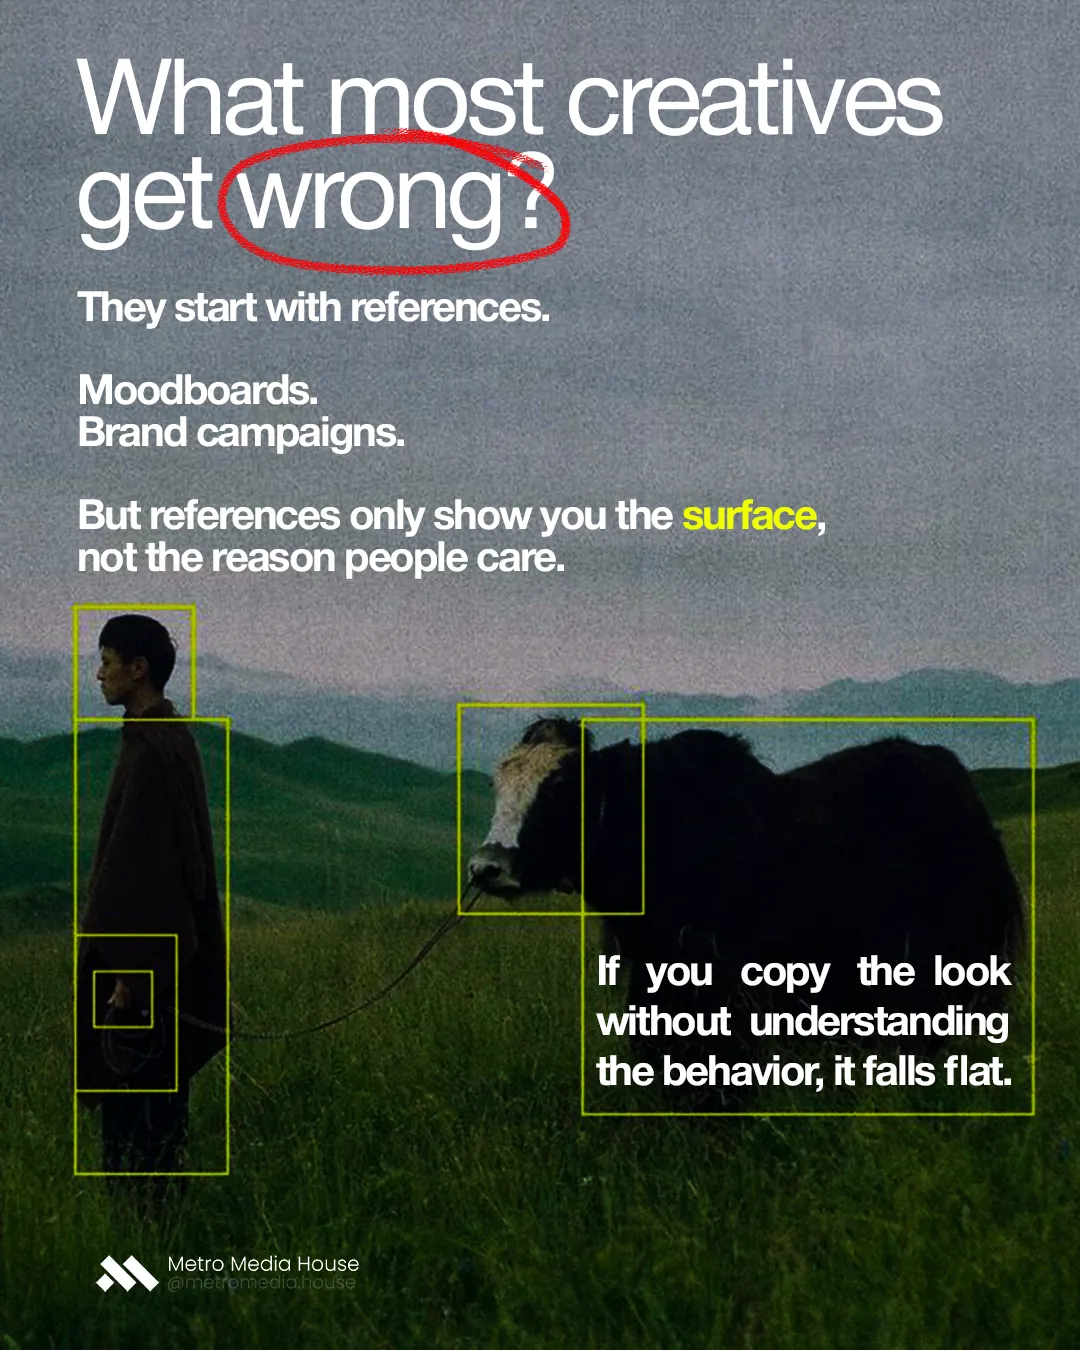 What most creatives
get wrong?
They start with references.
Moodboards.
Brand campaigns.
But references only show you the surface,
not the reason people care.
If you copy the look
without understanding
the behavior, it falls flat.
Metro Media House
@metromedia.house